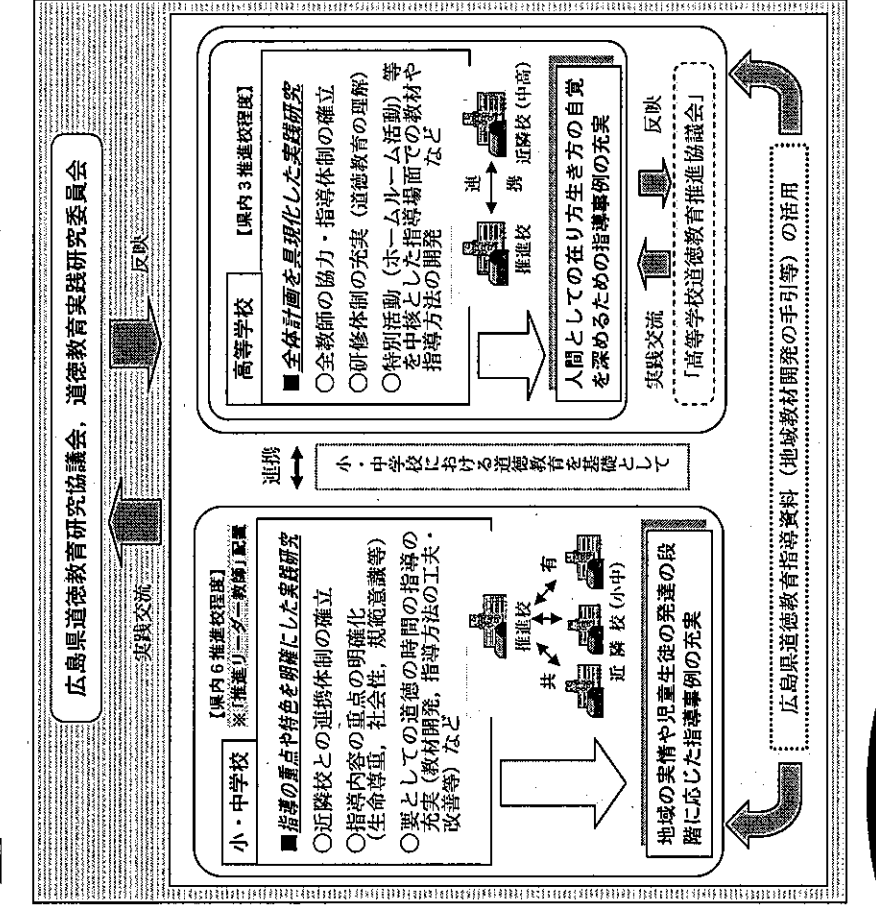 広島県道徳教育研究協議会，道徳教育実践研究委員会
実践交流
反映
小・中学校
【県内６推進校程度】
※「推進リーダー教師」配置
■指導の重点や特色を明確にした実践研究
○近隣校との連携体制の確立
○指導内容の重点の明確化
（生命尊重，社会性，規範意識等）
○要としての道徳の時間の指導の
充実（教材開発，指導方法の工夫・
改善等）など
推進校
共
有
近隣校（小中）
地域の実情や児童生徒の発達の段
階に応じた指導事例の充実
連携
小・中学校における道徳教育を基礎として
高等学校
【県内３推進校程度】
■全体計画を具現化した実践研究
○全教師の協力・指導体制の確立
○研修体制の充実（道徳教育の理解）
○特別活動（ホームルーム活動）等
を中核とした指導場面での教材や
指導方法の開発　など
推進校
連
携
近隣校（中高）
人間としての在り方生き方の自覚
を深めるための指導事例の充実
実践交流
反映
「高等学校道徳教育推進協議会」
広島県道徳教育指導資料（地域教材開発の手引等）の活用